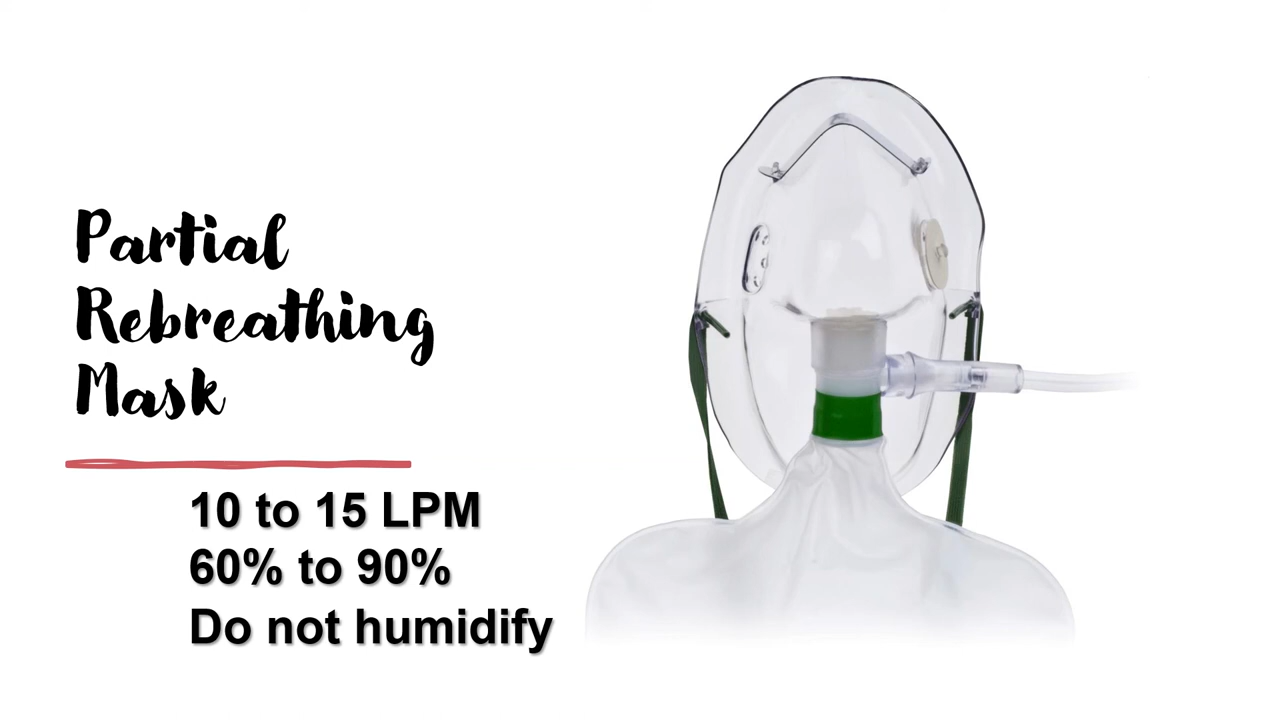 Partial
Rebreathing
Mask
10 to 15 LPM
60% to 90%
Do not humidify